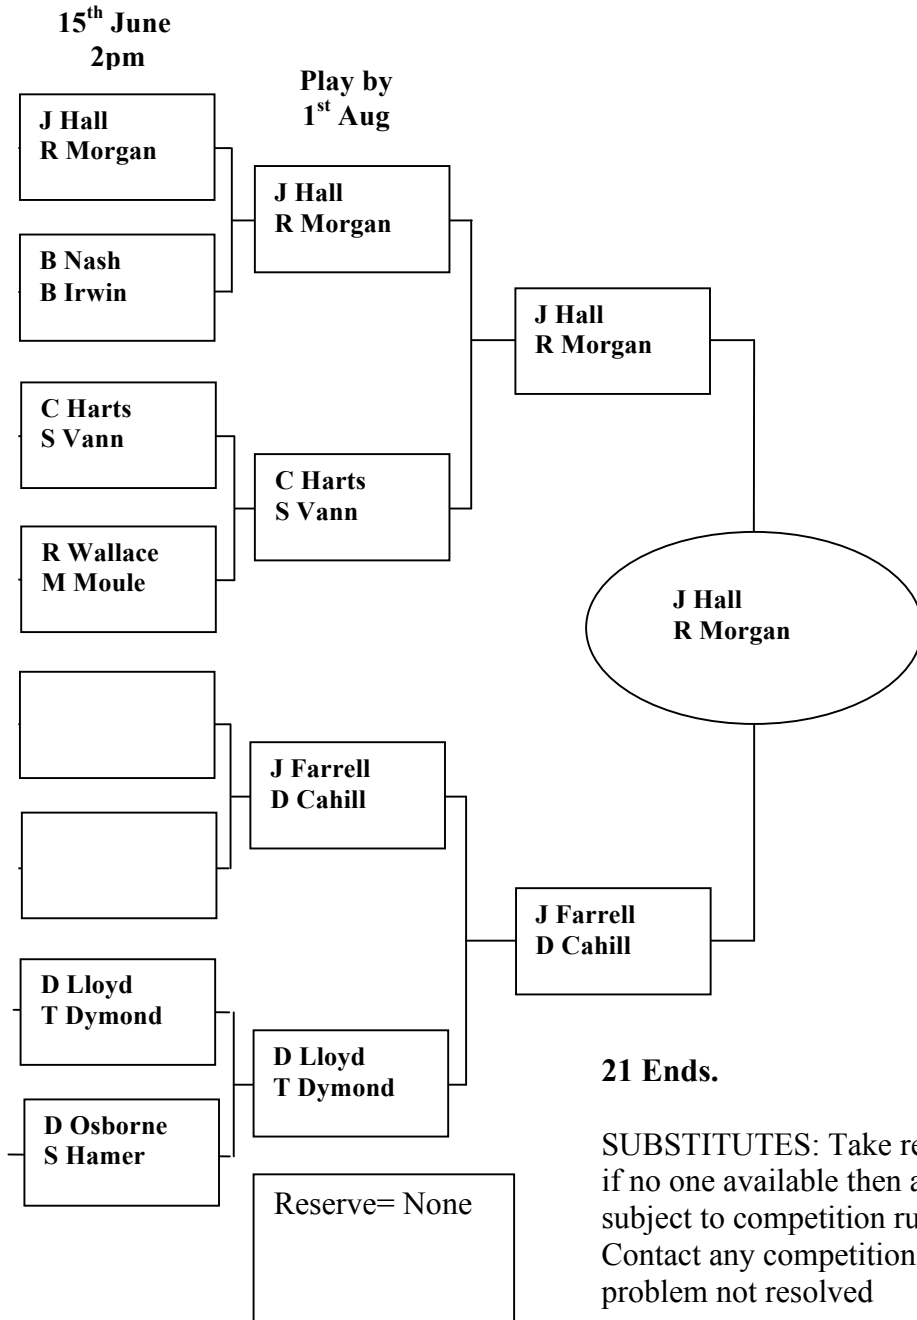 15th June
2pm
Play by
1st Aug
J Hall
R Morgan
B Nash
B Irwin
C Harts
S Vann
R Wallace
M Moule
D Lloyd
T Dymond
D Osborne
S Hamer
J Hall
R Morgan
C Harts
S Vann
J Farrell
D Cahill
D Lloyd
T Dymond
Reserve= None
J Hall
R Morgan
J Farrell
D Cahill
J Hall
R Morgan
21 Ends.
SUBSTITUTES: Take
if no one available then
subject to competition
Contact any competition
problem not resolved